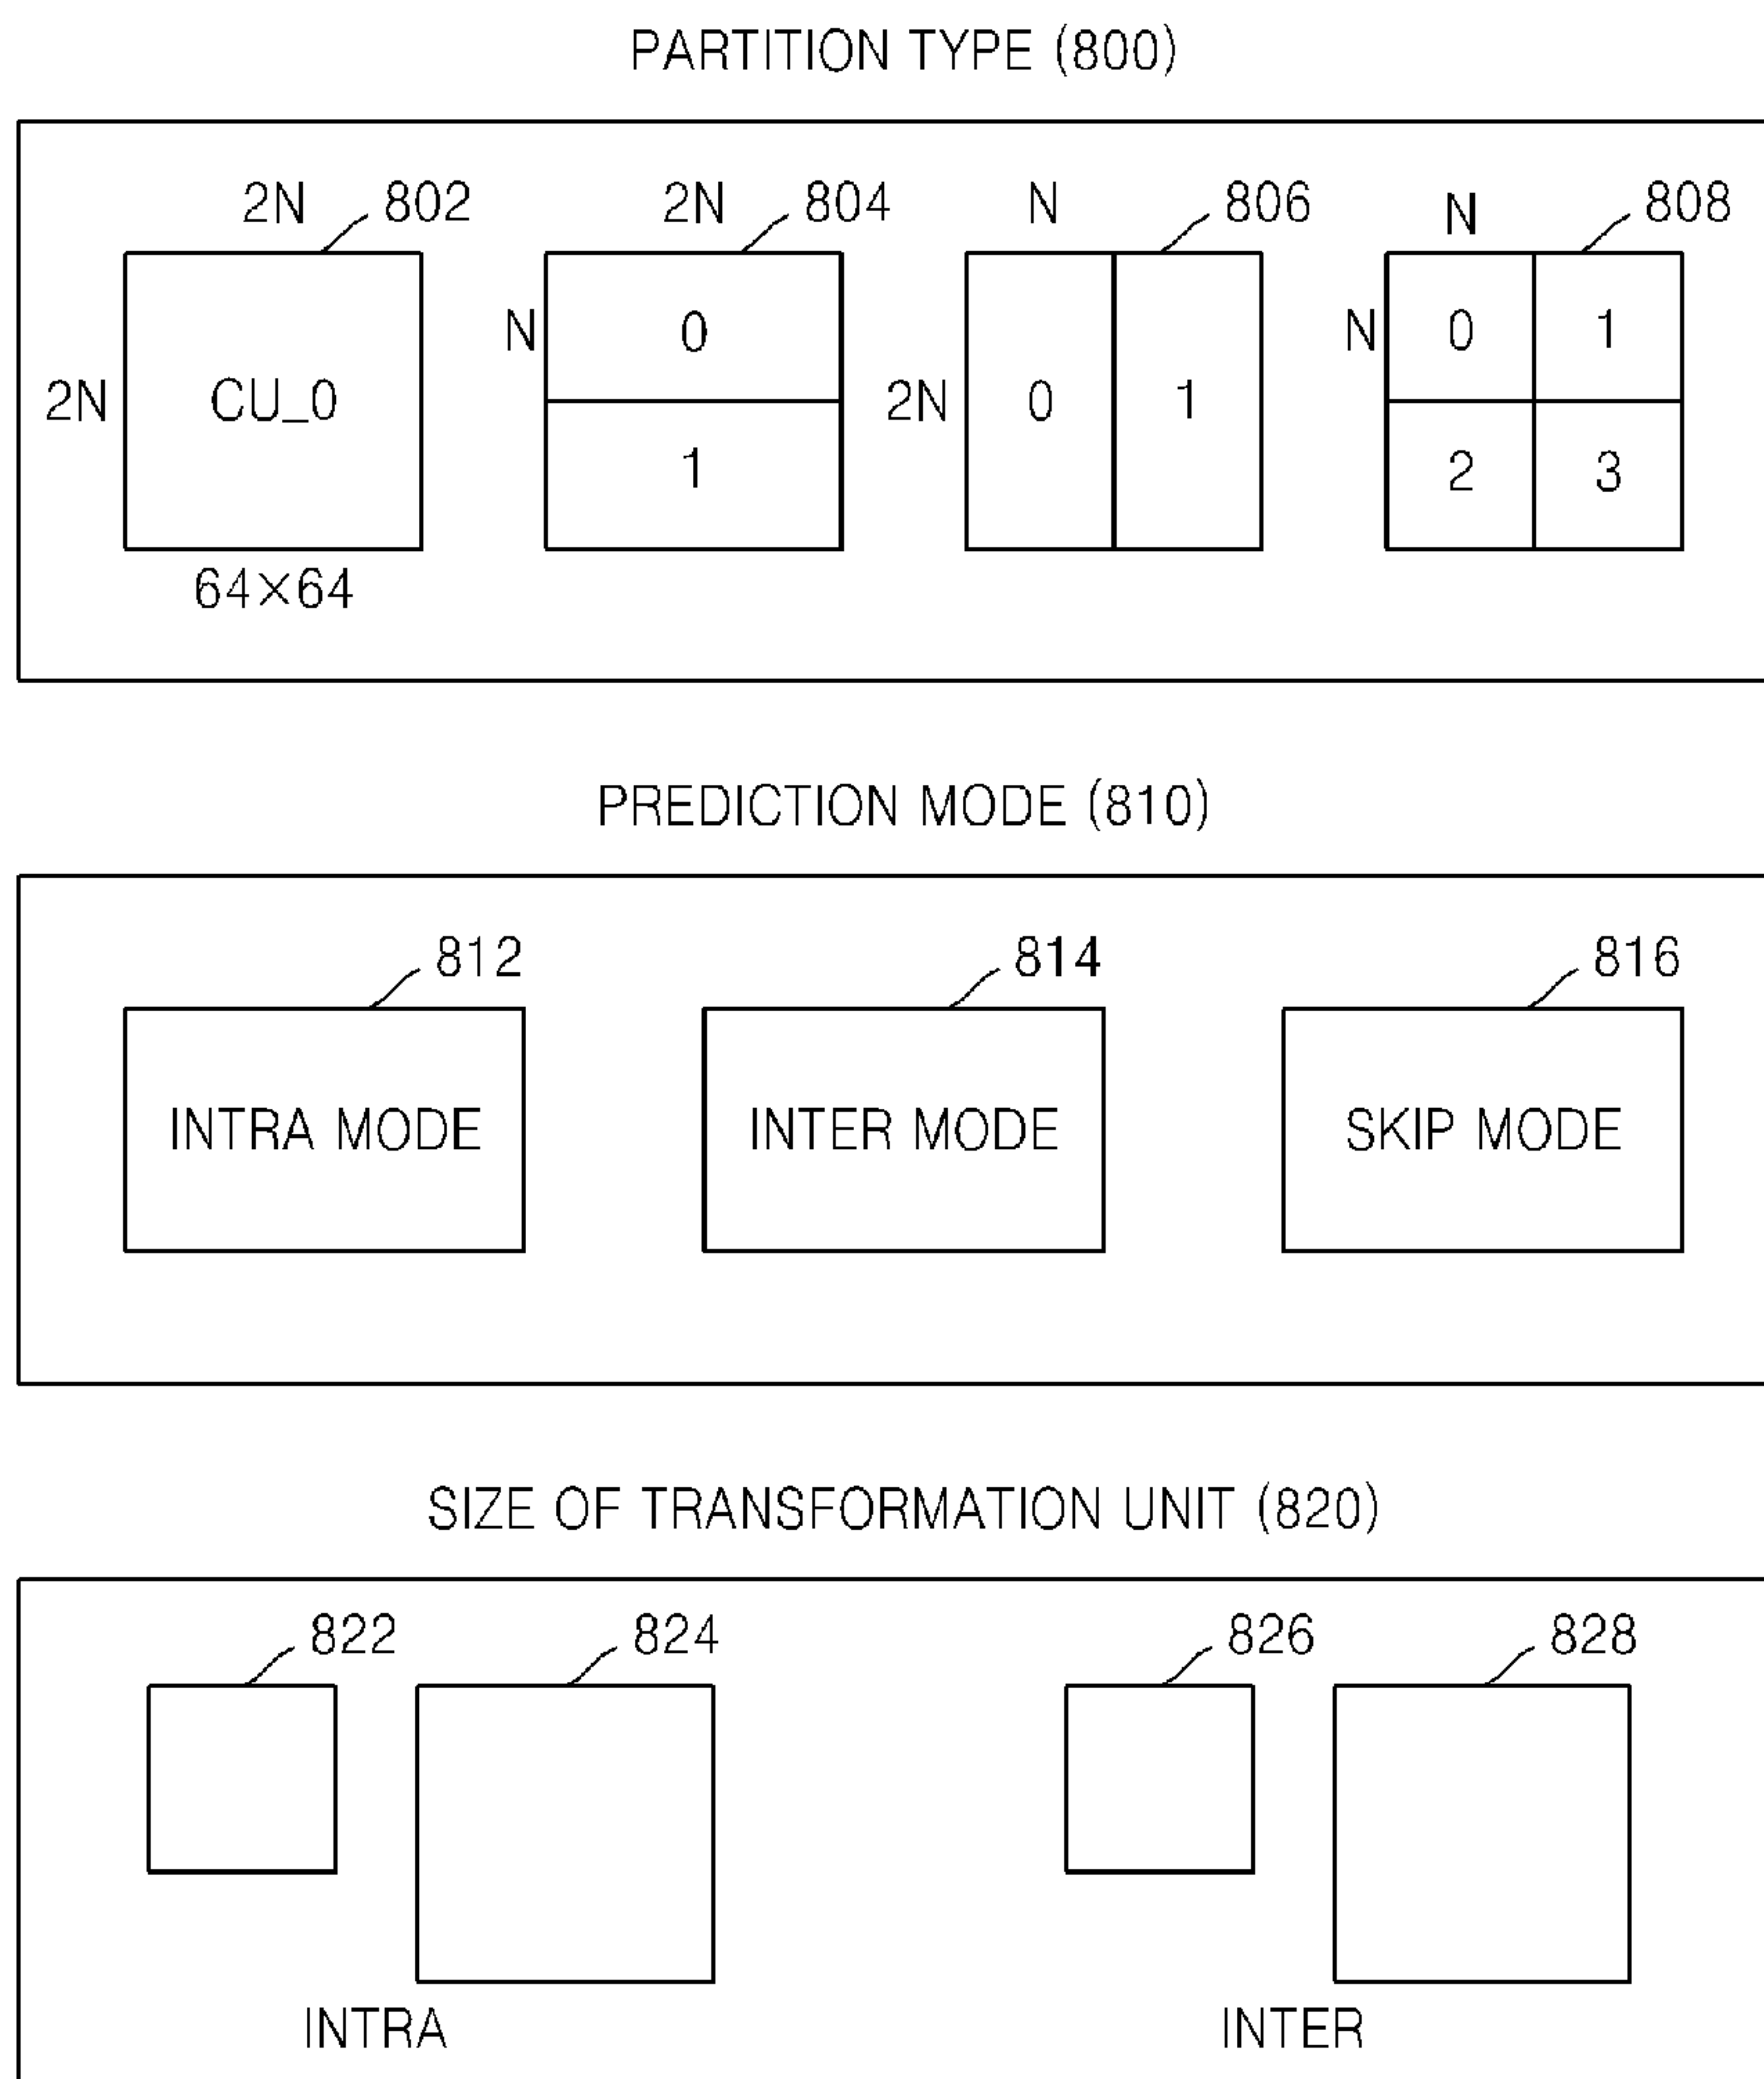 PARTITION TYPE (800)
2N 802 2N 804 N 806 N 808
N 0 N 0 1
2N CU_0 2N 0 1
1 2 3
64×64
PREDICTION MODE (810)
812 814 816
INTRA MODE INTER MODE SKIP MODE
SIZE OF TRANSFORMATION UNIT (820)
822 824 826 828
INTRA INTER